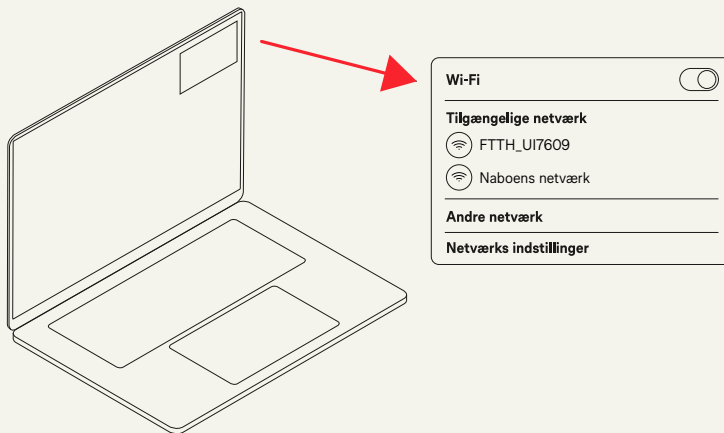 Wi-Fi
Tilgængelige netværk
FTTH_UI7609
Naboens netværk
Andre netværk
Netværks indstillinger